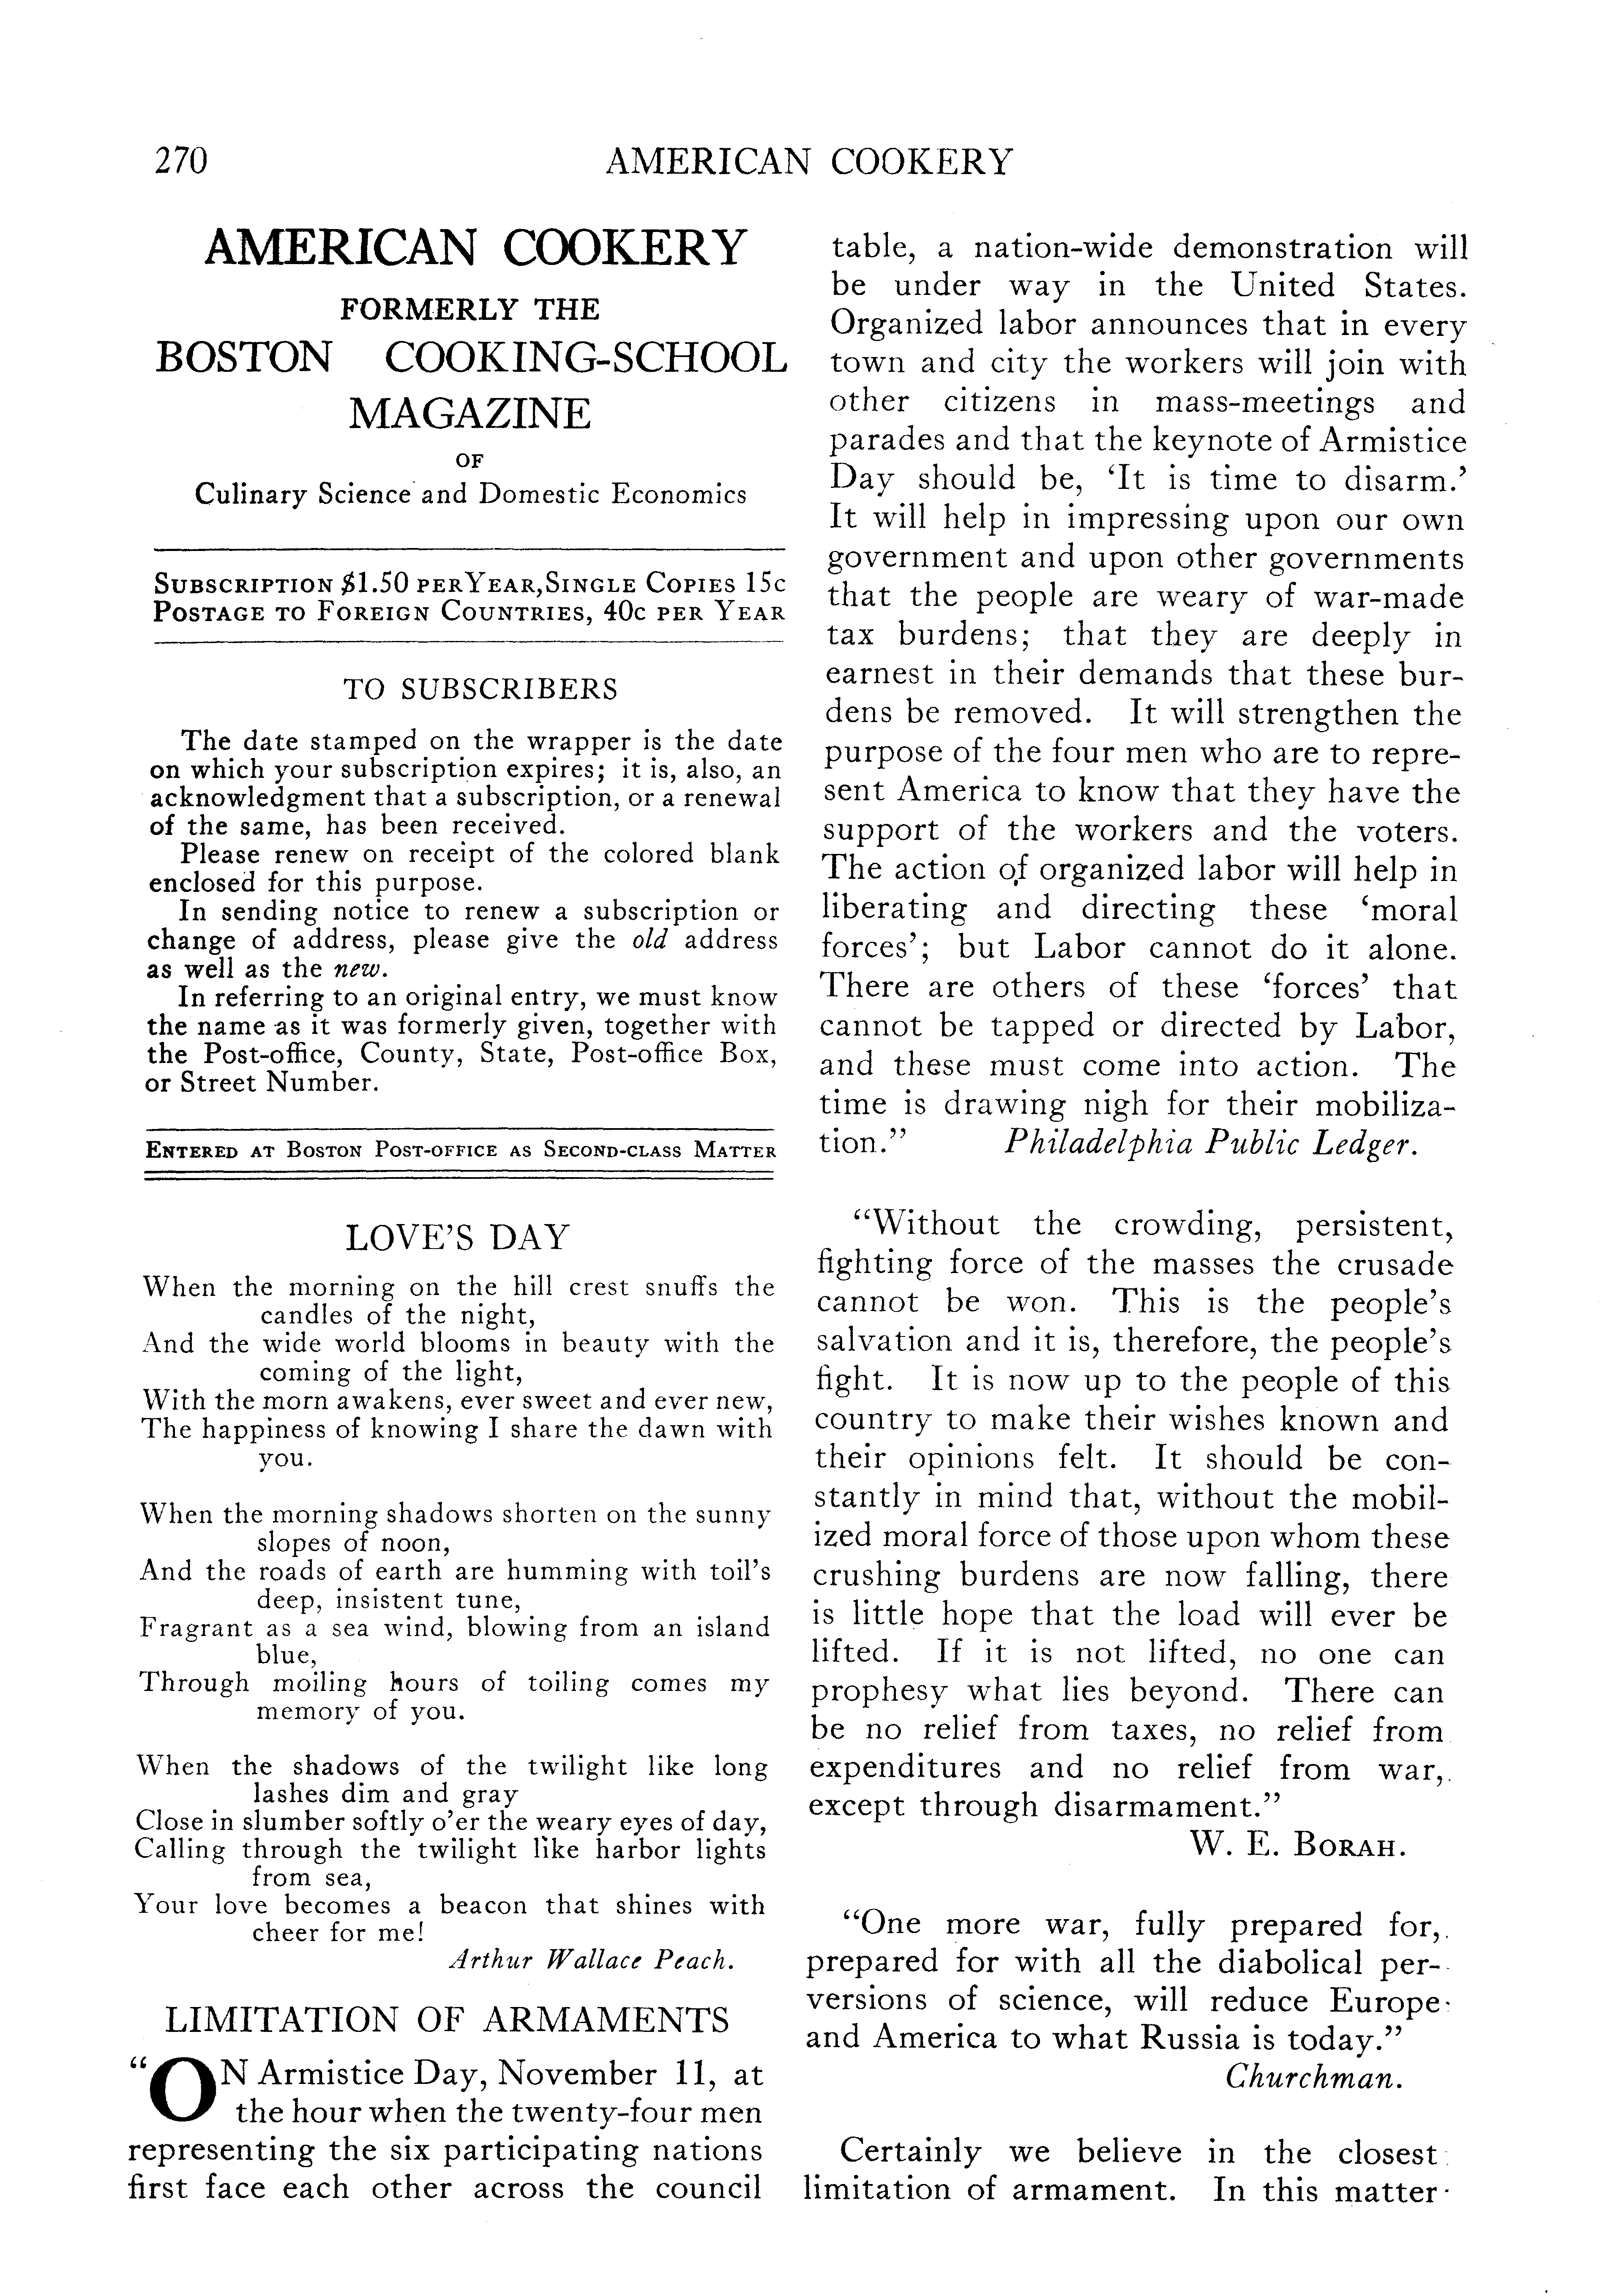 270
AMERICAN COOKERY
AMERICAN COOKERY
FORMERLY THE
BOSTON COOKING-SCHOOL
MAGAZINE
OF
Culinary Science and Domestic Economics
SUBSCRIPTION $1.50 PER YEAR, SINGLE COPIES 15c
POSTAGE TO FOREIGN COUNTRIES, 40c PER YEAR
TO SUBSCRIBERS
The date stamped on the wrapper is the date
on which your subscription expires; it is, also, an
acknowledgment that a subscription, or a renewal
of the same, has been received.
Please renew on receipt of the colored blank
enclosed for this purpose.
In sending notice to renew a subscription or
change of address, please give the old address
as well as the new.
In referring to an original entry, we must know
the name as it was formerly given, together with
the Post-office, County, State, Post-office Box,
or Street Number.
ENTERED AT BOSTON POST-OFFICE AS SECOND-CLASS MATTER
LOVE'S DAY
When the morning on the hill crest snuffs the
candles of the night,
And the wide world blooms in beauty with the
coming of the light,
With the morn awakens, ever sweet and ever new,
The happiness of knowing I share the dawn with
you.
When the morning shadows shorten on the sunny
slopes of noon,
And the roads of earth are humming with toil's
deep, insistent tune,
Fragrant as a sea wind, blowing from an island
blue,
Through moiling hours of toiling comes my
memory of you.
When the shadows of the twilight like long
lashes dim and gray
Close in slumber softly o'er the weary eyes of day,
Calling through the twilight like harbor lights
from sea,
Your love becomes a beacon that shines with
cheer for me!
Arthur Wallace Peach.
LIMITATION OF ARMAMENTS
"ON Armistice Day, November 11, at
the hour when the twenty-four men
representing the six participating nations
first face each other across the council
table, a nation-wide demonstration will
be under way in the United States.
Organized labor announces that in every
town and city the workers will join with
other citizens in mass-meetings and
parades and that the keynote of Armistice
Day should be, 'It is time to disarm.'
It will help in impressing upon our own
government and upon other governments
that the people are weary of war-made
tax burdens; that they are deeply in
earnest in their demands that these bur-
dens be removed. It will strengthen the
purpose of the four men who are to repre-
sent America to know that they have the
support of the workers and the voters.
The action of organized labor will help in
liberating and directing these 'moral
forces'; but Labor cannot do it alone.
There are others of these 'forces' that
cannot be tapped or directed by Labor,
and these must come into action. The
time is drawing nigh for their mobiliza-
tion." Philadelphia Public Ledger.
"Without the crowding, persistent,
fighting force of the masses the crusade
cannot be won. This is the people's
salvation and it is, therefore, the people's
fight. It is now up to the people of this
country to make their wishes known and
their opinions felt. It should be con-
stantly in mind that, without the mobil-
ized moral force of those upon whom these
crushing burdens are now falling, there
is little hope that the load will ever be
lifted. If it is not lifted, no one can
prophesy what lies beyond. There can
be no relief from taxes, no relief from
expenditures and no relief from war,
except through disarmament."
W. E. BORAH.
"One more war, fully prepared for,
prepared for with all the diabolical per-
versions of science, will reduce Europe
and America to what Russia is today."
Churchman.
Certainly we believe in the closest
limitation of armament. In this matter